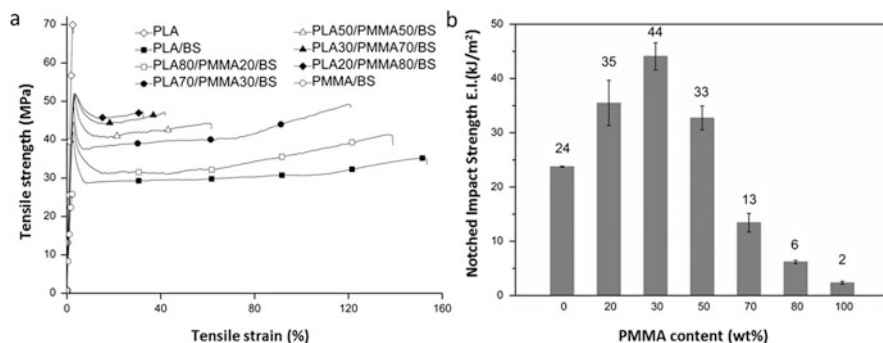 a
b
70
60
50
40
30
20
10
0
Tensile strength (MPa)
PLA
PLA/BS
PLA80/PMMA20/BS
PLA70/PMMA30/BS
PLA50/PMMA50/BS
PLA30/PMMA70/BS
PLA20/PMMA80/BS
PMMA/BS
0 40 80 120 160
Tensile strain (%)
Notched Impact Strength E.I.(kJ/m²)
50
40
30
20
10
0
24
35
44
33
13
6
2
0 20 30 50 70 80 100
PMMA content (wt%)